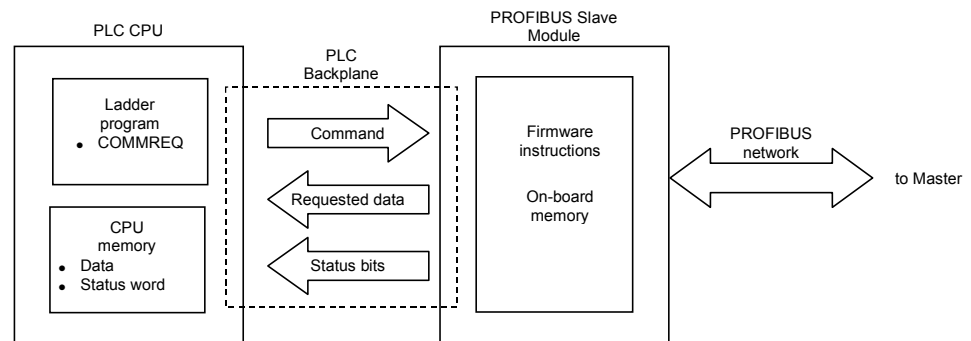 PLC CPU
Ladder
program
• COMMREQ
CPU
memory
• Data
• Status word
PLC
Backplane
Command
Requested data
Status bits
PROFIBUS Slave
Module
Firmware
instructions
On-board
memory
PROFIBUS
network
to Master